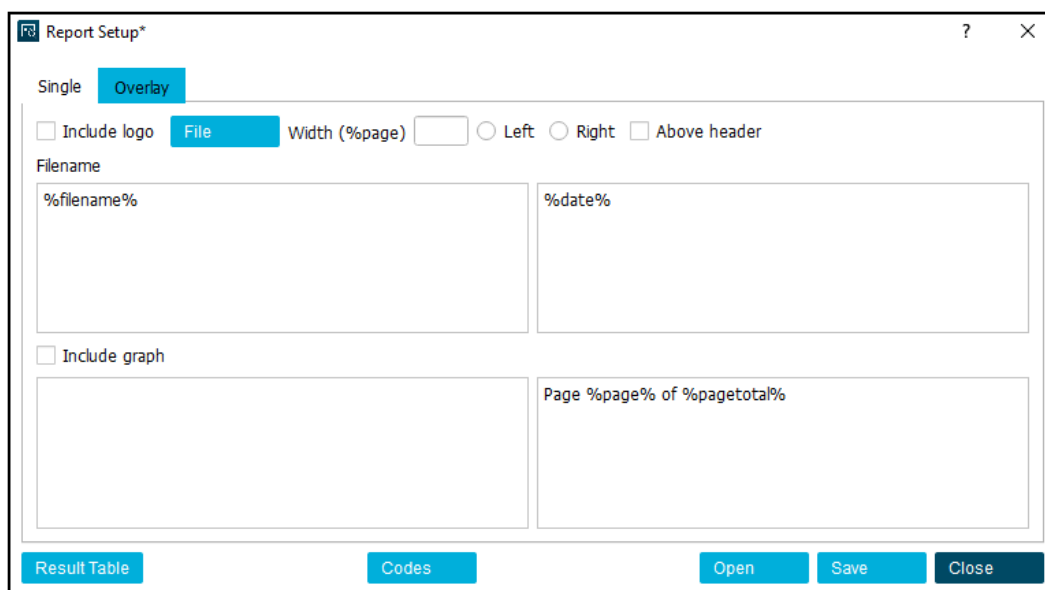 Report Setup*
?
Single Overlay
Include logo File Width (%page) Left Right Above header
Filename
%filename% %date%
Include graph
Page %page% of %pagetotal%
Result Table Codes Open Save Close